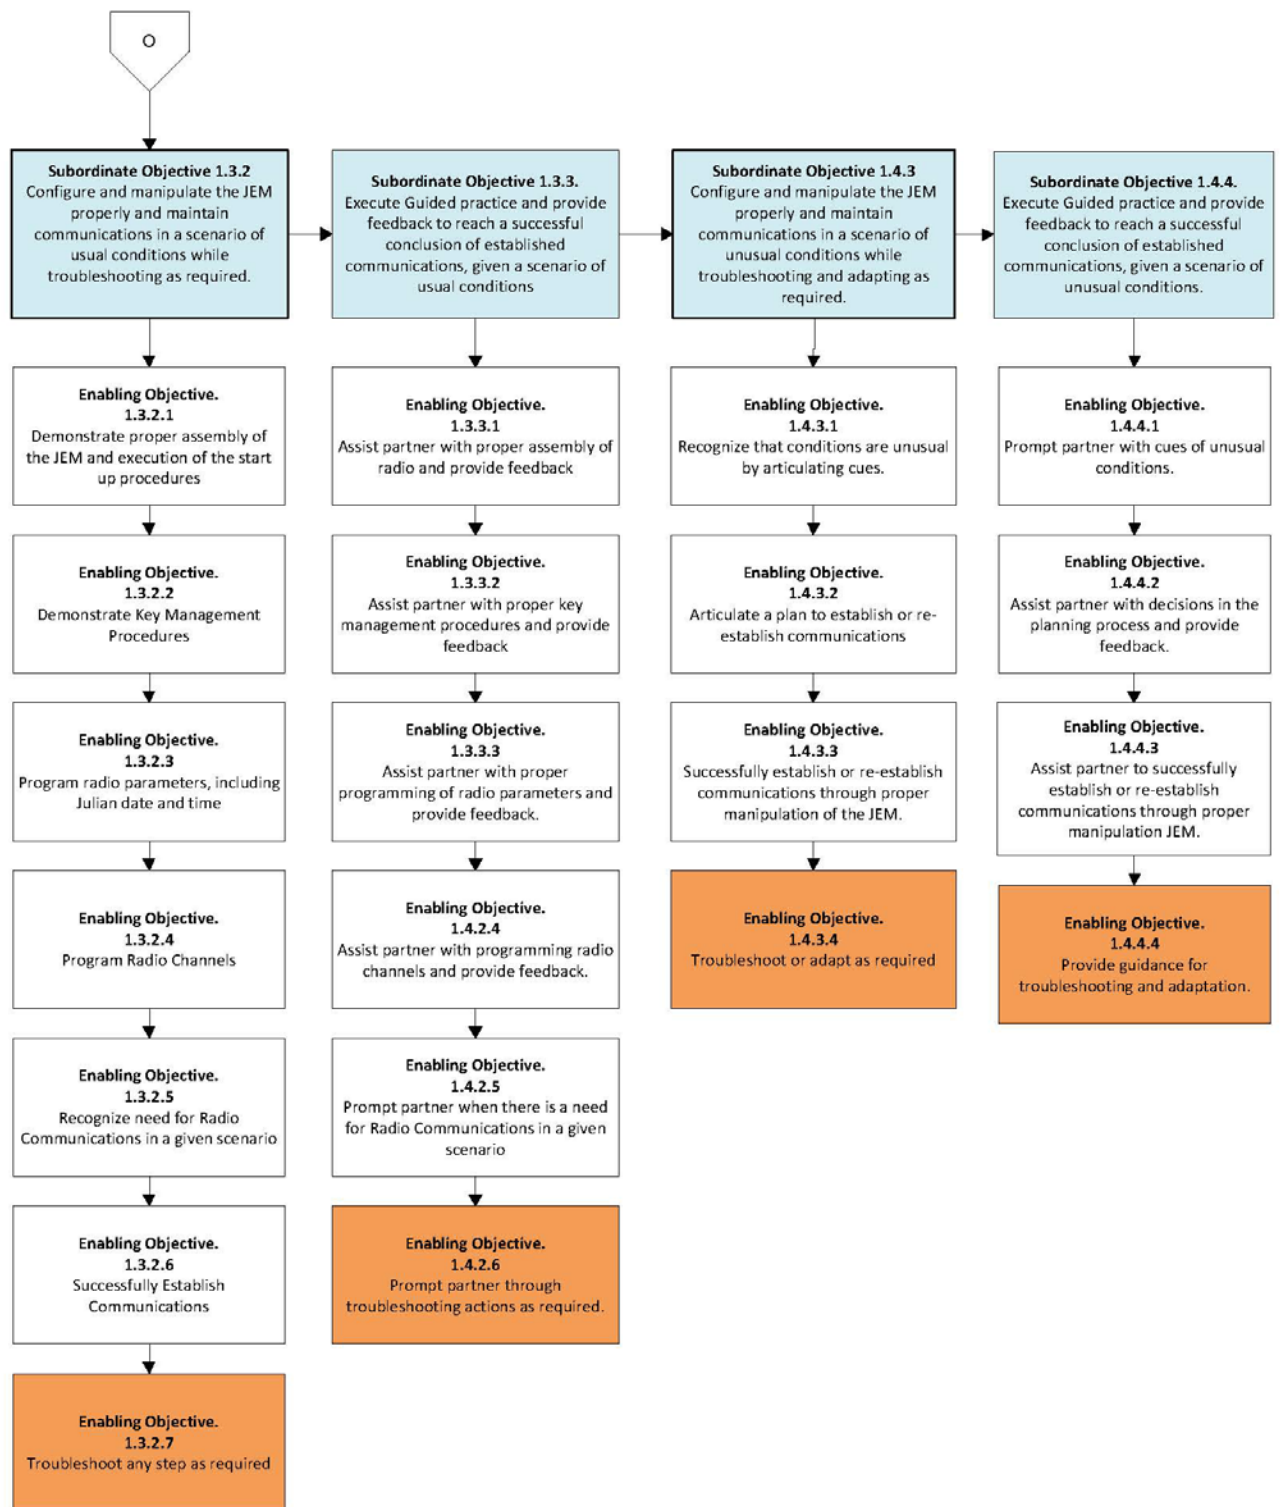 O
Subordinate Objective 1.3.2
Configure and manipulate the JEM
properly and maintain
communications in a scenario of
usual conditions while
troubleshooting as required.
Subordinate Objective 1.3.3.
Execute Guided practice and provide
feedback to reach a successful
conclusion of established
communications, given a scenario of
usual conditions
Subordinate Objective 1.4.3
Configure and manipulate the JEM
properly and maintain
communications in a scenario of
unusual conditions while
troubleshooting and adapting as
required.
Subordinate Objective 1.4.4.
Execute Guided practice and provide
feedback to reach a successful
conclusion of established
communications, given a scenario of
unusual conditions.
Enabling Objective.
1.3.2.1
Demonstrate proper assembly of
the JEM and execution of the start
up procedures
Enabling Objective.
1.3.2.2
Demonstrate Key Management
Procedures
Enabling Objective.
1.3.2.3
Program radio parameters, including
Julian date and time
Enabling Objective.
1.3.2.4
Program Radio Channels
Enabling Objective.
1.3.2.5
Recognize need for Radio
Communications in a given scenario
Enabling Objective.
1.3.2.6
Successfully Establish
Communications
Enabling Objective.
1.3.2.7
Troubleshoot any step as required
Enabling Objective.
1.3.3.1
Assist partner with proper assembly of
radio and provide feedback
Enabling Objective.
1.3.3.2
Assist partner with proper key
management procedures and provide
feedback
Enabling Objective.
1.3.3.3
Assist partner with proper
programming of radio parameters and
provide feedback.
Enabling Objective.
1.4.2.4
Assist partner with programming radio
channels and provide feedback.
Enabling Objective.
1.4.2.5
Prompt partner when there is a need
for Radio Communications in a given
scenario
Enabling Objective.
1.4.2.6
Prompt partner through
troubleshooting actions as required.
Enabling Objective.
1.4.3.1
Recognize that conditions are unusual
by articulating cues.
Enabling Objective.
1.4.3.2
Articulate a plan to establish or re-
establish communications
Enabling Objective.
1.4.3.3
Successfully establish or re-establish
communications through proper
manipulation of the JEM.
Enabling Objective.
1.4.3.4
Troubleshoot or adapt as required
Enabling Objective.
1.4.4.1
Prompt partner with cues of unusual
conditions.
Enabling Objective.
1.4.4.2
Assist partner with decisions in the
planning process and provide
feedback.
Enabling Objective.
1.4.4.3
Assist partner to successfully
establish or re-establish
communications through proper
manipulation JEM.
Enabling Objective.
1.4.4.4
Provide guidance for
troubleshooting and adaptation.